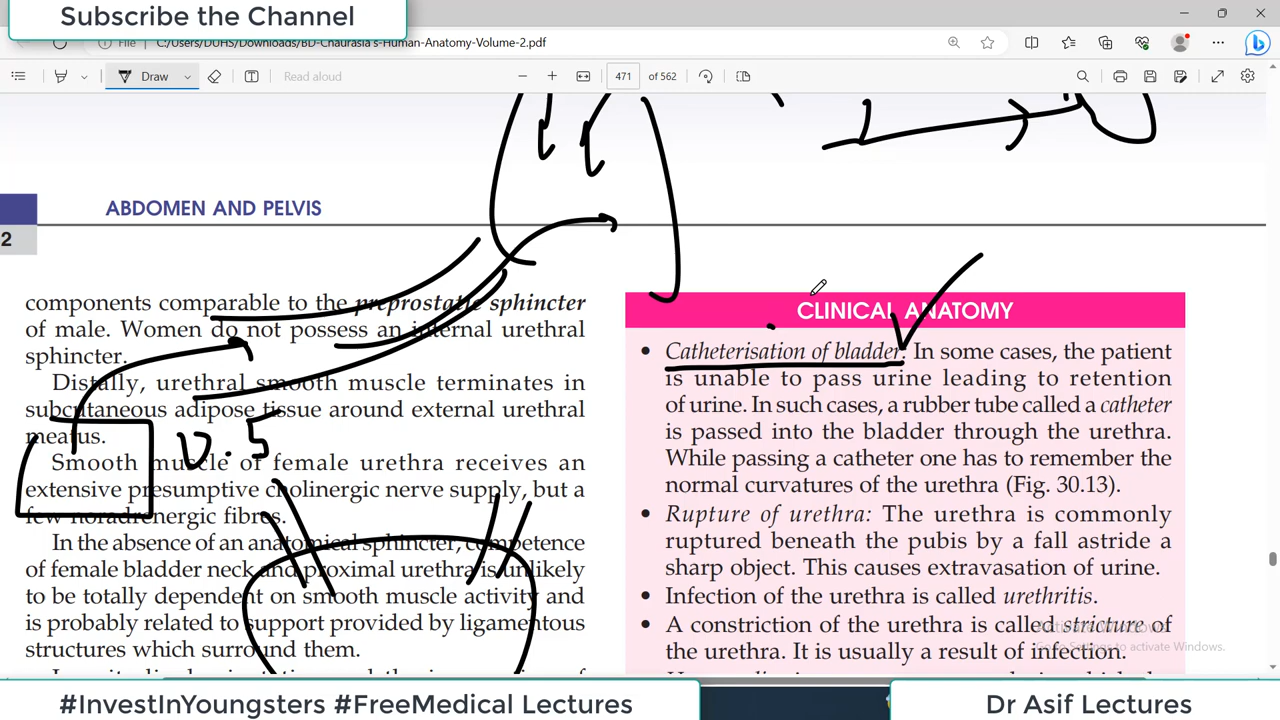 Subscribe the Channel
File C:/Users/DUHS/Downloads/BD-Chaurasia's-Human-Anatomy-Volume-2.pdf
Draw
Read aloud
471 of 562
ABDOMEN AND PELVIS
2
components comparable to the preprostatic sphincter
of male. Women do not possess an internal urethral
sphincter.
Distally, urethral smooth muscle terminates in
subcutaneous adipose tissue around external urethral
meatus.
Smooth muscle of female urethra receives an
extensive presumptive cholinergic nerve supply, but a
few noradrenergic fibres.
In the absence of an anatomical sphincter, competence
of female bladder neck and proximal urethra is unlikely
to be totally dependent on smooth muscle activity and
is probably related to support provided by ligamentous
structures which surround them.
U.S
CLINICAL ANATOMY
• Catheterisation of bladder: In some cases, the patient
is unable to pass urine leading to retention
of urine. In such cases, a rubber tube called a catheter
is passed into the bladder through the urethra.
While passing a catheter one has to remember the
normal curvatures of the urethra (Fig. 30.13).
• Rupture of urethra: The urethra is commonly
ruptured beneath the pubis by a fall astride a
sharp object. This causes extravasation of urine.
• Infection of the urethra is called urethritis.
• A constriction of the urethra is called stricture of
the urethra. It is usually a result of infection.
Activate Windows
Go to Settings to activate Windows.
#InvestInYoungsters #FreeMedical Lectures
Dr Asif Lectures